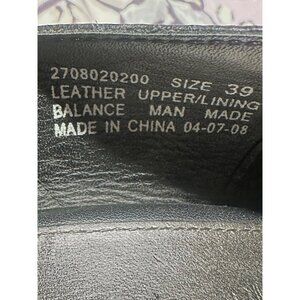 2708020200 SIZE 39
LEATHER UPPER/LINING
BALANCE MAN MADE
MADE IN CHINA 04-07-08